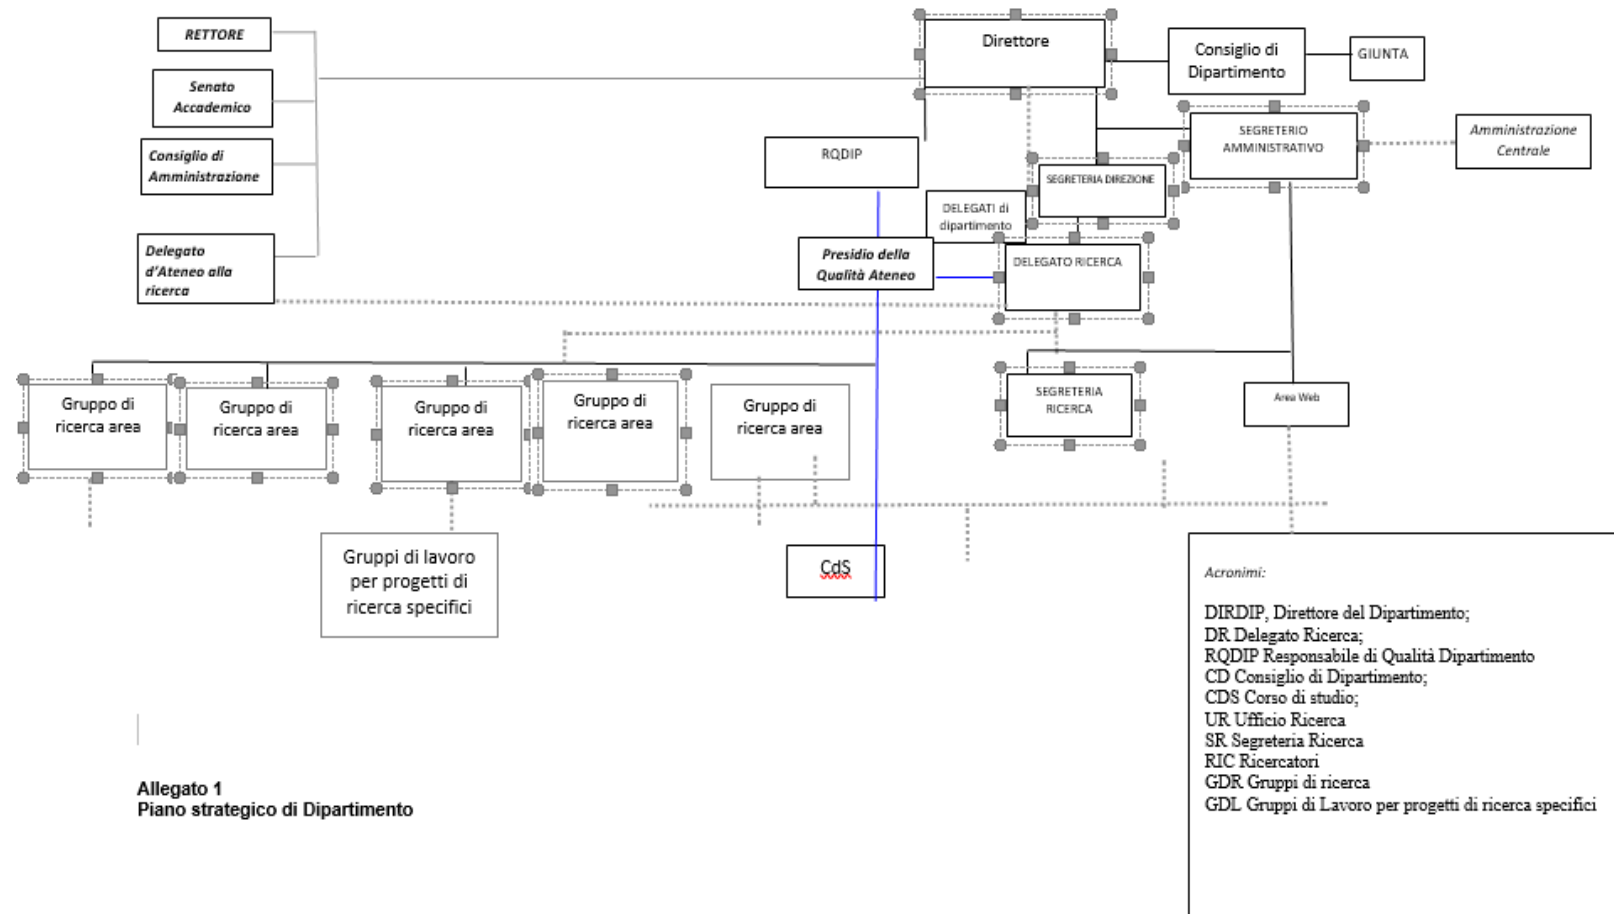 RETTORE
Senato
Accademico
Consiglio di
Amministrazione
Delegato
d'Ateneo alla
ricerca
Direttore
Consiglio di
Dipartimento
GIUNTA
SEGRETERIO
AMMINISTRATIVO
Amministrazione
Centrale
RQDIP
SEGRETERIA DIREZIONE
DELEGATI di
dipartimento
Presidio della
Qualità Ateneo
DELEGATO RICERCA
Gruppo di
ricerca area
Gruppo di
ricerca area
Gruppo di
ricerca area
Gruppo di
ricerca area
Gruppo di
ricerca area
SEGRETERIA
RICERCA
Area Web
Gruppi di lavoro
per progetti di
ricerca specifici
CdS
Acronimi:
DIRDIP, Direttore del Dipartimento;
DR Delegato Ricerca;
RQDIP Responsabile di Qualità Dipartimento
CD Consiglio di Dipartimento;
CDS Corso di studio;
UR Ufficio Ricerca
SR Segreteria Ricerca
RIC Ricercatori
GDR Gruppi di ricerca
GDL Gruppi di Lavoro per progetti di ricerca specifici
Allegato 1
Piano strategico di Dipartimento